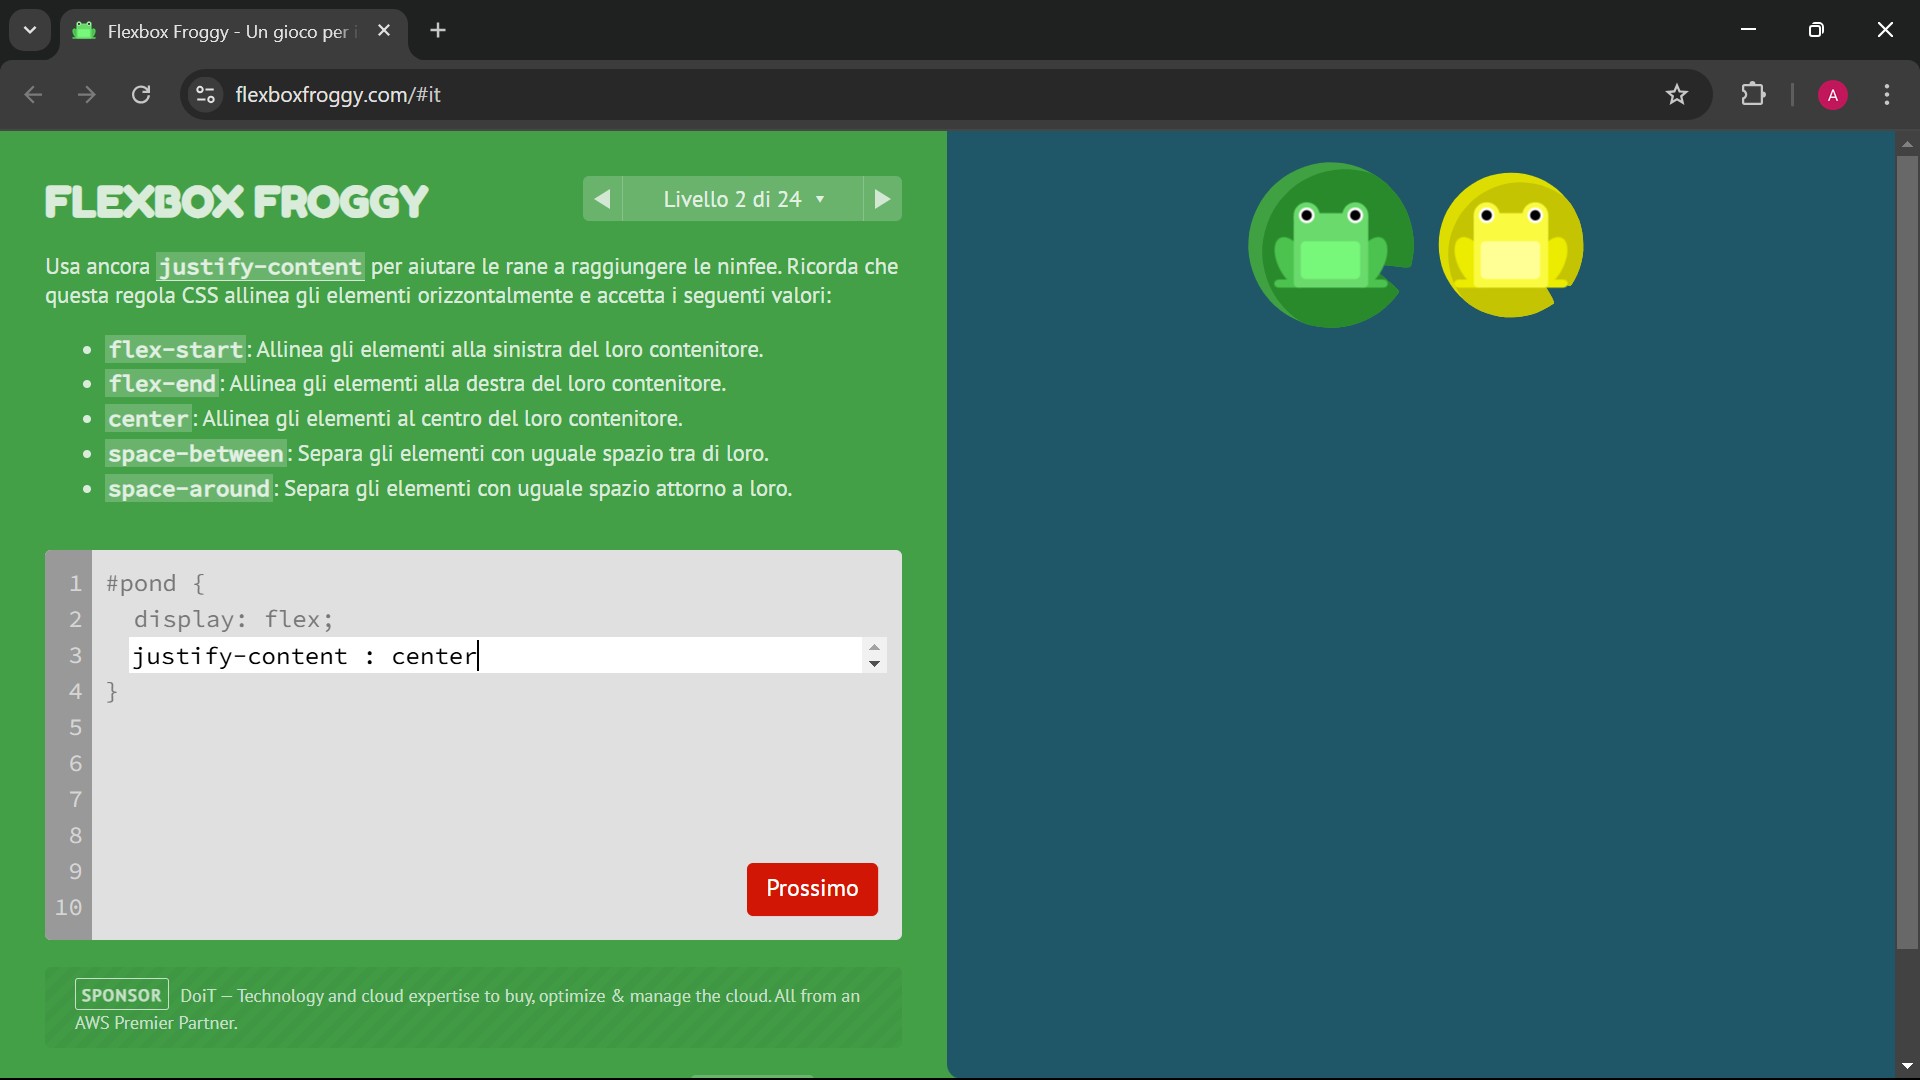 Flexbox Froggy - Un gioco per
flexboxfroggy.com/#it
A
FLEXBOX FROGGY
Livello 2 di 24
Usa ancora justify-content per aiutare le rane a raggiungere le ninfee. Ricorda che
questa regola CSS allinea gli elementi orizzontalmente e accetta i seguenti valori:
flex-start: Allinea gli elementi alla sinistra del loro contenitore.
flex-end: Allinea gli elementi alla destra del loro contenitore.
center: Allinea gli elementi al centro del loro contenitore.
space-between: Separa gli elementi con uguale spazio tra di loro.
space-around: Separa gli elementi con uguale spazio attorno a loro.
1 #pond {
2 display: flex;
3 justify-content : center
4 }
5
6
7
8
9
10
Prossimo
SPONSOR DoiT – Technology and cloud expertise to buy, optimize & manage the cloud. All from an
AWS Premier Partner.